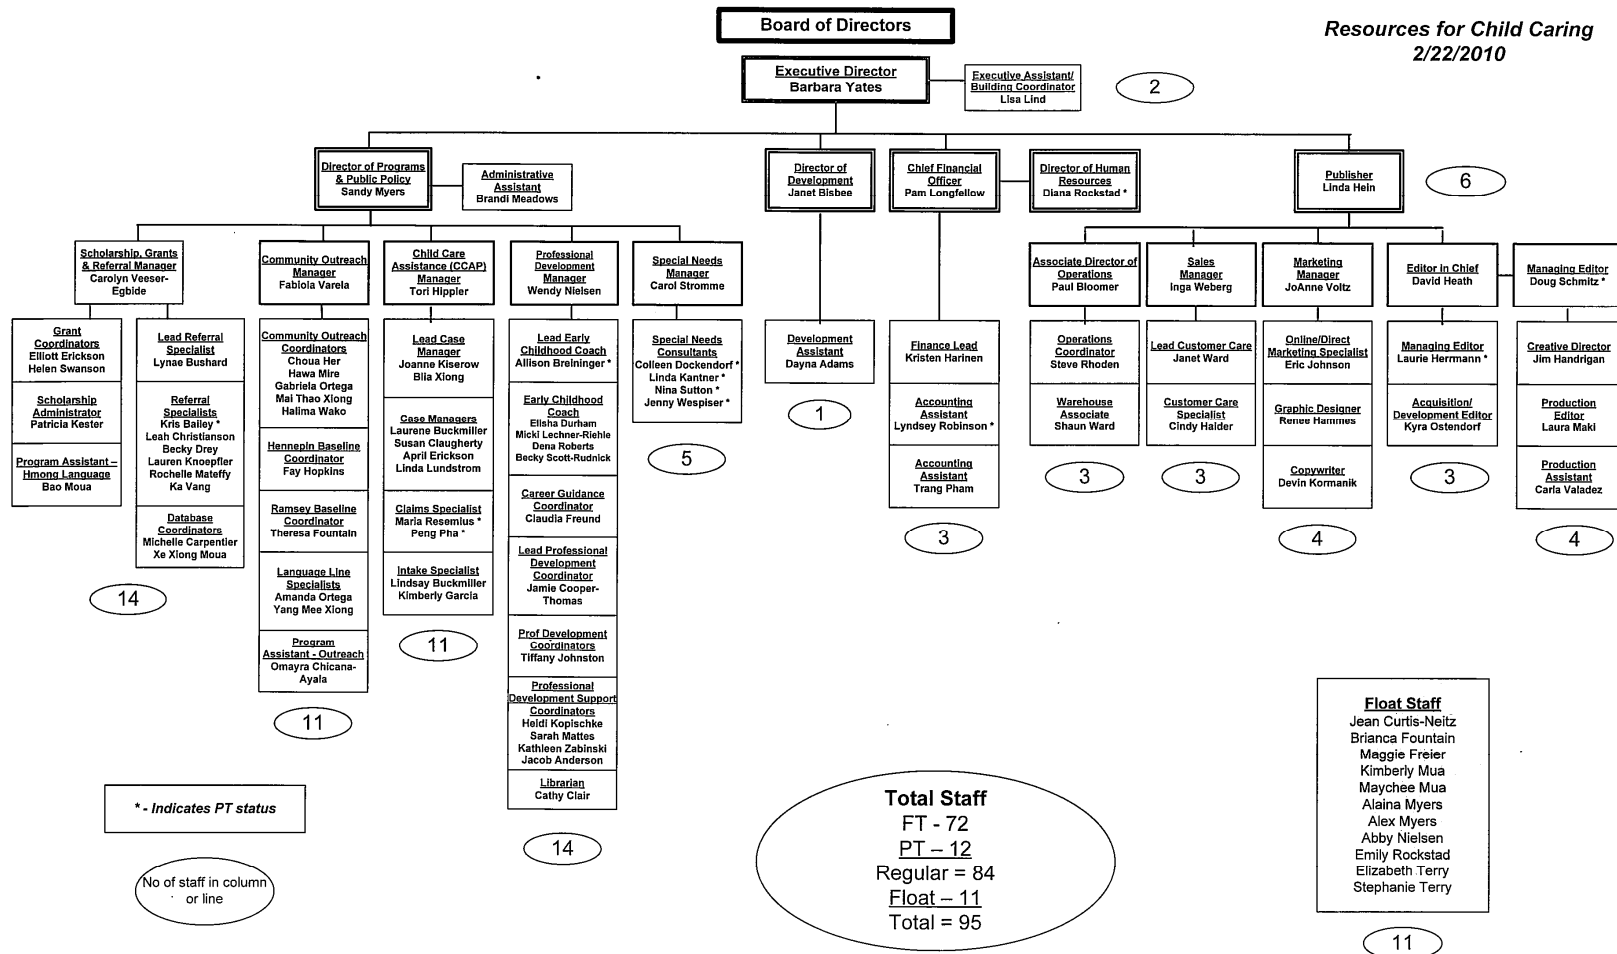 Board of Directors
Resources for Child Caring
2/22/2010
Executive Director
Barbara Yates
Executive Assistant/
Building Coordinator
Lisa Lind
2
Director of Programs
& Public Policy
Sandy Myers
Administrative
Assistant
Brandi Meadows
Director of
Development
Janet Bisbee
Chief Financial
Officer
Pam Longfellow
Director of Human
Resources
Diana Rockstad *
Publisher
Linda Hein
6
Scholarship, Grants
& Referral Manager
Carolyn Veeser-
Egbide
Community Outreach
Manager
Fabiola Varela
Child Care
Assistance (CCAP)
Manager
Tori Hippler
Professional
Development
Manager
Wendy Nielsen
Special Needs
Manager
Carol Stromme
Associate Director of
Operations
Paul Bloomer
Sales
Manager
Inga Weberg
Marketing
Manager
JoAnne Voltz
Editor in Chief
David Heath
Managing Editor
Doug Schmitz *
Grant
Coordinators
Elliott Erickson
Helen Swanson
Scholarship
Administrator
Patricia Kester
Program Assistant –
Hmong Language
Bao Moua
Lead Referral
Specialist
Lynae Bushard
Referral
Specialists
Kris Bailey *
Leah Christianson
Becky Drey
Lauren Knoepfler
Rochelle Mateffy
Ka Vang
Database
Coordinators
Michelle Carpentier
Xe Xiong Moua
14
Community Outreach
Coordinators
Choua Her
Hawa Mire
Gabriela Ortega
Mai Thao Xiong
Halima Wako
Hennepin Baseline
Coordinator
Fay Hopkins
Ramsey Baseline
Coordinator
Theresa Fountain
Language Line
Specialists
Amanda Ortega
Yang Mee Xiong
Program
Assistant - Outreach
Omayra Chicana-
Ayala
11
Lead Case
Manager
Joanne Kiserow
Blia Xiong
Case Managers
Laurene Buckmiller
Susan Claugherty
April Erickson
Linda Lundstrom
Claims Specialist
Maria Resemius *
Peng Pha *
Intake Specialist
Lindsay Buckmiller
Kimberly Garcia
11
Lead Early
Childhood Coach
Allison Breininger *
Early Childhood
Coach
Elisha Durham
Micki Lechner-Riehle
Dena Roberts
Becky Scott-Rudnick
Career Guidance
Coordinator
Claudia Freund
Lead Professional
Development
Coordinator
Jamie Cooper-
Thomas
Prof Development
Coordinators
Tiffany Johnston
Professional
Development Support
Coordinators
Heidi Kopischke
Sarah Mattes
Kathleen Zabinski
Jacob Anderson
Librarian
Cathy Clair
14
Special Needs
Consultants
Colleen Dockendorf *
Linda Kantner *
Nina Sutton *
Jenny Wespiser *
5
Development
Assistant
Dayna Adams
1
Finance Lead
Kristen Harinen
Accounting
Assistant
Lyndsey Robinson *
Accounting
Assistant
Trang Pham
3
Operations
Coordinator
Steve Rhoden
Warehouse
Associate
Shaun Ward
3
Lead Customer Care
Janet Ward
Customer Care
Specialist
Cindy Halder
3
Online/Direct
Marketing Specialist
Eric Johnson
Graphic Designer
Renee Hammes
Copywriter
Devin Kormanik
4
Managing Editor
Laurie Herrmann *
Acquisition/
Development Editor
Kyra Ostendorf
3
Creative Director
Jim Handrigan
Production
Editor
Laura Maki
Production
Assistant
Carla Valadez
4
* - Indicates PT status
No of staff in column
or line
Total Staff
FT - 72
PT – 12
Regular = 84
Float – 11
Total = 95
Float Staff
Jean Curtis-Neitz
Brianca Fountain
Maggie Freier
Kimberly Mua
Maychee Mua
Alaina Myers
Alex Myers
Abby Nielsen
Emily Rockstad
Elizabeth Terry
Stephanie Terry
11